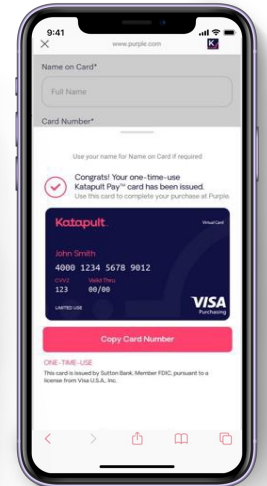 9:41
www.purple.com
K
Name on Card*
Full Name
Card Number*
Use your name for Name on Card if required
Congrats! Your one-time-use
Katapult Pay™ card has been issued.
Use this card to complete your purchase at Purple.
Katapult
Virtual Card
John Smith
4000 1234 5678 9012
CVV2 Valid Thru
123 00/00
LIMITED USE
VISA
Purchasing
Copy Card Number
ONE-TIME-USE
This card is issued by Sutton Bank, Member FDIC, pursuant to a
license from Visa U.S.A., Inc.